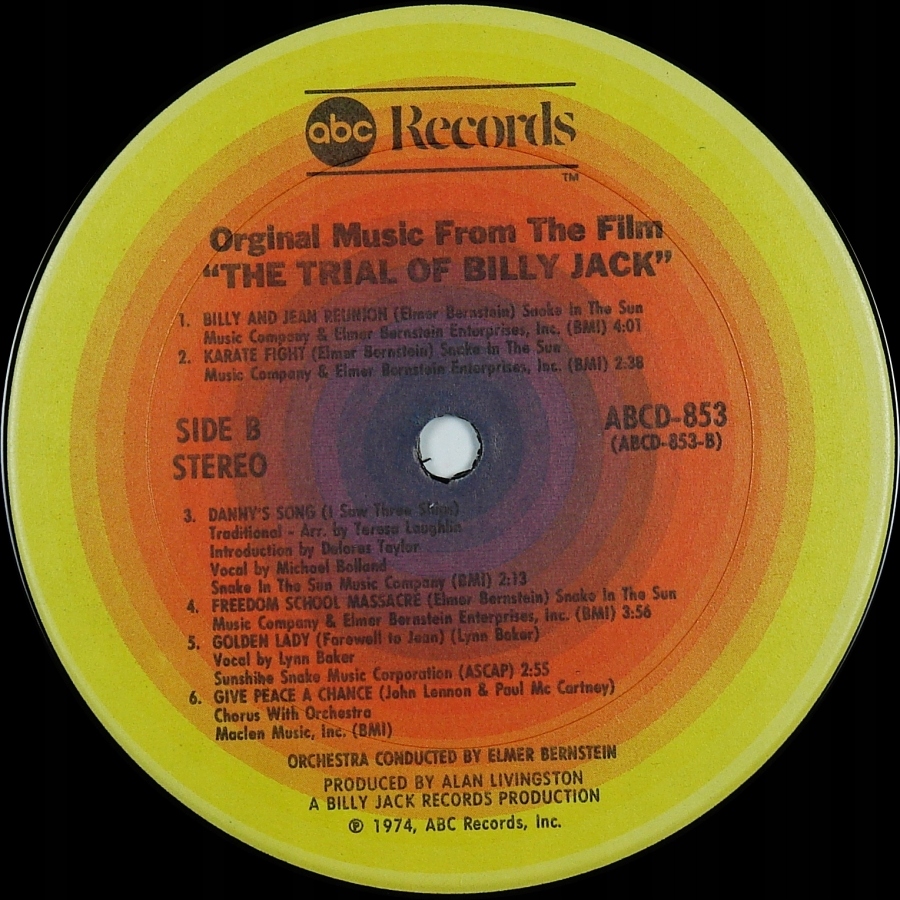 abc Records
TM
Orginal Music From The Film
“THE TRIAL OF BILLY JACK”
1. BILLY AND JEAN REUNION (Elmer Bernstein) Snake In The Sun
Music Company & Elmer Bernstein Enterprises, Inc. (BMI) 4:01
2. KARATE FIGHT (Elmer Bernstein) Snake In The Sun
Music Company & Elmer Bernstein Enterprises, Inc. (BMI) 2:38
SIDE B
STEREO
ABCD-853
(ABCD-853-B)
3. DANNY'S SONG (I Saw Three Ships)
Traditional - Arr. by Teresa Laughlin
Introduction by Delores Taylor
Vocal by Michael Bolland
Snake In The Sun Music Company (BMI) 2:13
4. FREEDOM SCHOOL MASSACRE (Elmer Bernstein) Snake In The Sun
Music Company & Elmer Bernstein Enterprises, Inc. (BMI) 3:56
5. GOLDEN LADY (Farewell to Jean) (Lynn Baker)
Vocal by Lynn Baker
Sunshine Snake Music Corporation (ASCAP) 2:55
6. GIVE PEACE A CHANCE (John Lennon & Paul Mc Cartney)
Chorus With Orchestra
Maclen Music, Inc. (BMI)
ORCHESTRA CONDUCTED BY ELMER BERNSTEIN
PRODUCED BY ALAN LIVINGSTON
A BILLY JACK RECORDS PRODUCTION
℗ 1974, ABC Records, Inc.